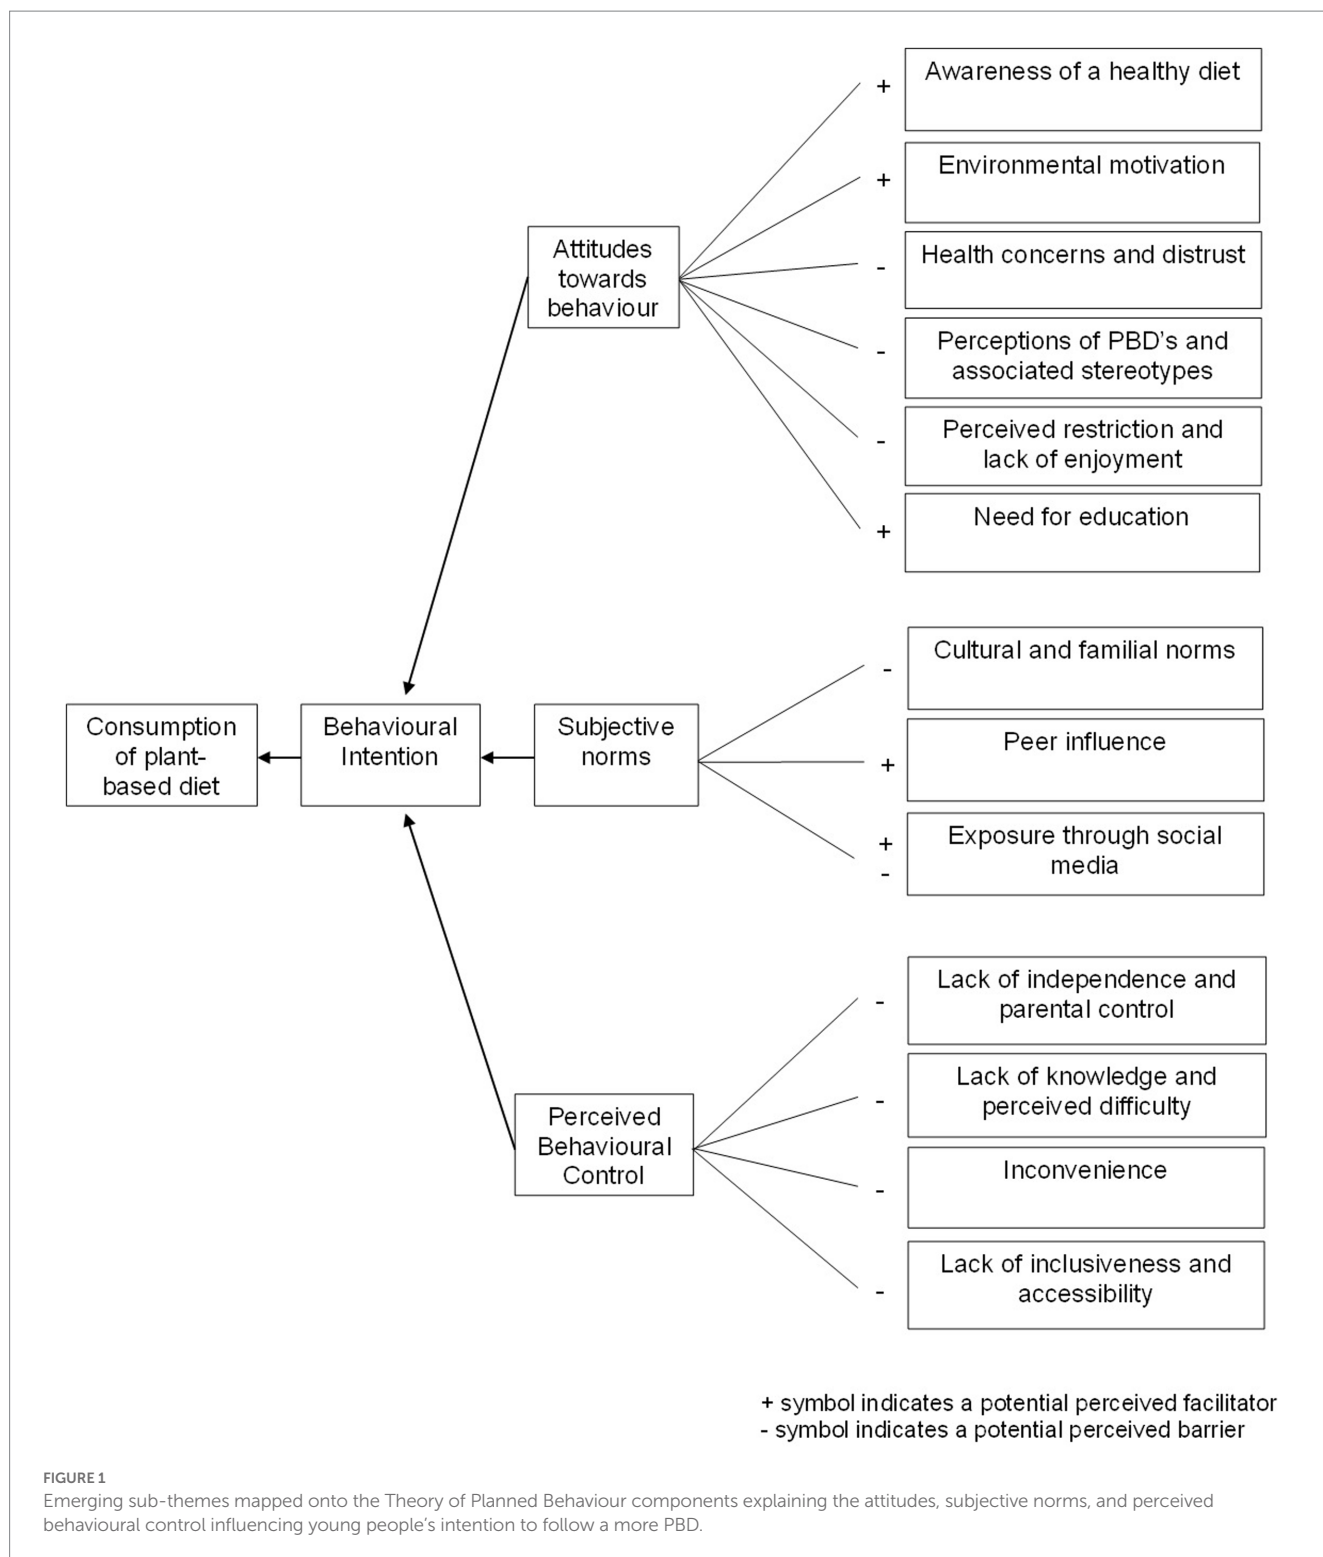 +
Awareness of a healthy diet
+
Environmental motivation
Attitudes
towards
behaviour
-
Health concerns and distrust
-
Perceptions of PBD's and
associated stereotypes
-
Perceived restriction and
lack of enjoyment
+
Need for education
-
Cultural and familial norms
Consumption
of plant-
based diet
Behavioural
Intention
Subjective
norms
+
Peer influence
+
-
Exposure through social
media
-
Lack of independence and
parental control
-
Lack of knowledge and
perceived difficulty
Perceived
Behavioural
Control
-
Inconvenience
-
Lack of inclusiveness and
accessibility
+ symbol indicates a potential perceived facilitator
- symbol indicates a potential perceived barrier
FIGURE 1
Emerging sub-themes mapped onto the Theory of Planned Behaviour components explaining the attitudes, subjective norms, and perceived
behavioural control influencing young people's intention to follow a more PBD.